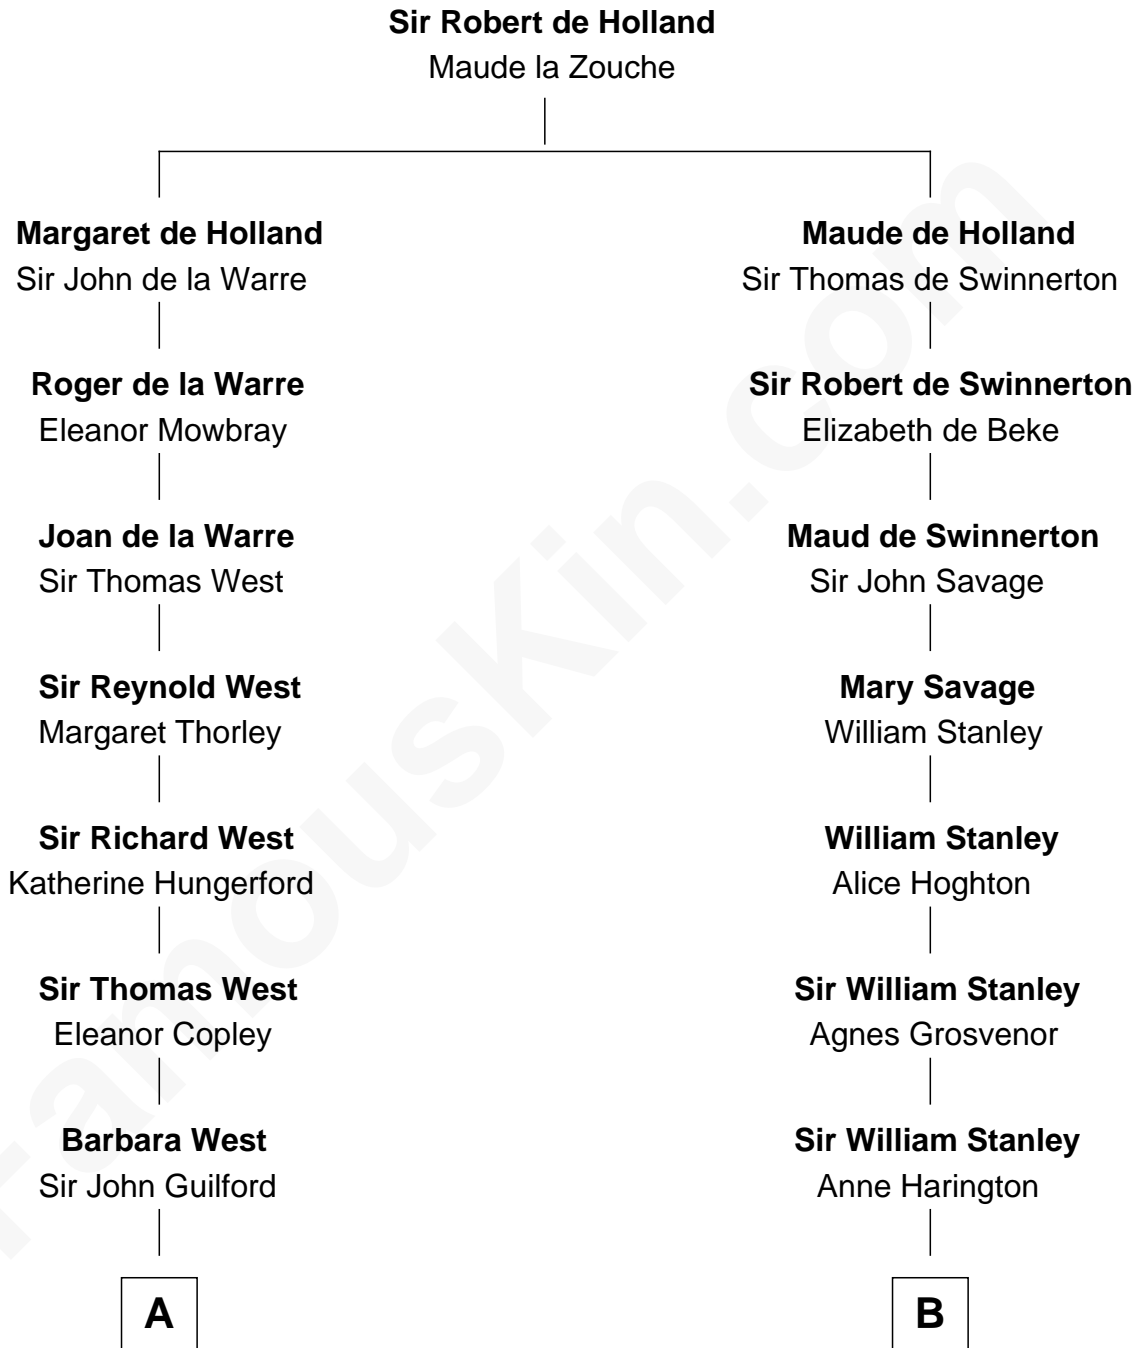 Sir Robert de Holland
Maude la Zouche
Margaret de Holland
Sir John de la Warre
Maude de Holland
Sir Thomas de Swinnerton
Roger de la Warre
Eleanor Mowbray
Sir Robert de Swinnerton
Elizabeth de Beke
Joan de la Warre
Sir Thomas West
Maud de Swinnerton
Sir John Savage
Sir Reynold West
Margaret Thorley
Mary Savage
William Stanley
Sir Richard West
Katherine Hungerford
William Stanley
Alice Hoghton
Sir Thomas West
Eleanor Copley
Sir William Stanley
Agnes Grosvenor
Barbara West
Sir John Guilford
Sir William Stanley
Anne Harington
A
B
FamousKin.com